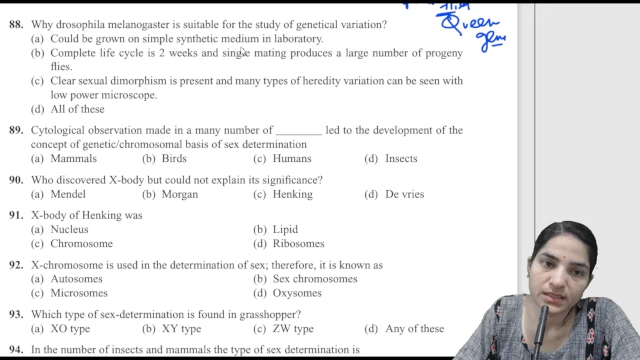 Queen
gem
88. Why drosophila melanogaster is suitable for the study of genetical variation?
(a) Could be grown on simple synthetic medium in laboratory.
(b) Complete life cycle is 2 weeks and single mating produces a large number of progeny
flies.
(c) Clear sexual dimorphism is present and many types of heredity variation can be seen with
low power microscope.
(d) All of these
89. Cytological observation made in a many number of ________ led to the development of the
concept of genetic/chromosomal basis of sex determination
(a) Mammals (b) Birds (c) Humans (d) Insects
90. Who discovered X-body but could not explain its significance?
(a) Mendel (b) Morgan (c) Henking (d) De vries
91. X-body of Henking was
(a) Nucleus (b) Lipid
(c) Chromosome (d) Ribosomes
92. X-chromosome is used in the determination of sex; therefore, it is known as
(a) Autosomes (b) Sex chromosomes
(c) Microsomes (d) Oxysomes
93. Which type of sex-determination is found in grasshopper?
(a) XO type (b) XY type (c) ZW type (d) Any of these
94. In the number of insects and mammals the type of sex determination is